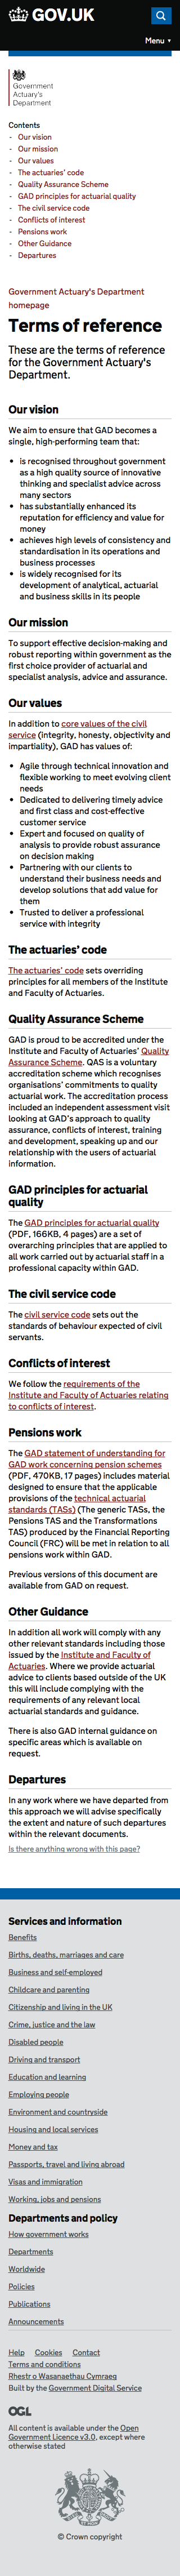 GOV.UK
Menu ▼
Government
Actuary's
Department
Contents
- Our vision
- Our mission
- Our values
- The actuaries' code
- Quality Assurance Scheme
- GAD principles for actuarial quality
- The civil service code
- Conflicts of interest
- Pensions work
- Other Guidance
- Departures
Government Actuary's Department
homepage
Terms of reference
These are the terms of reference
for the Government Actuary's
Department.
Our vision
We aim to ensure that GAD becomes a
single, high-performing team that:
• is recognised throughout government
as a high quality source of innovative
thinking and specialist advice across
many sectors
• has substantially enhanced its
reputation for efficiency and value for
money
• achieves high levels of consistency and
standardisation in its operations and
business processes
• is widely recognised for its
development of analytical, actuarial
and business skills in its people
Our mission
To support effective decision-making and
robust reporting within government as the
first choice provider of actuarial and
specialist analysis, advice and assurance.
Our values
In addition to core values of the civil
service (integrity, honesty, objectivity and
impartiality), GAD has values of:
• Agile through technical innovation and
flexible working to meet evolving client
needs
• Dedicated to delivering timely advice
and first class and cost-effective
customer service
• Expert and focused on quality of
analysis to provide robust assurance
on decision making
• Partnering with our clients to
understand their business needs and
develop solutions that add value for
them
• Trusted to deliver a professional
service with integrity
The actuaries' code
The actuaries' code sets overriding
principles for all members of the Institute
and Faculty of Actuaries.
Quality Assurance Scheme
GAD is proud to be accredited under the
Institute and Faculty of Actuaries' Quality
Assurance Scheme. QAS is a voluntary
accreditation scheme which recognises
organisations' commitments to quality
actuarial work. The accreditation process
included an independent assessment visit
looking at GAD's approach to quality
assurance, conflicts of interest, training
and development, speaking up and our
relationship with the users of actuarial
information.
GAD principles for actuarial
quality
The GAD principles for actuarial quality
(PDF, 166KB, 4 pages) are a set of
overarching principles that are applied to
all work carried out by actuarial staff in a
professional capacity within GAD.
The civil service code
The civil service code sets out the
standards of behaviour expected of civil
servants.
Conflicts of interest
We follow the requirements of the
Institute and Faculty of Actuaries relating
to conflicts of interest.
Pensions work
The GAD statement of understanding for
GAD work concerning pension schemes
(PDF, 470KB, 17 pages) includes material
designed to ensure that the applicable
provisions of the technical actuarial
standards (TASs) (The generic TASs, the
Pensions TAS and the Transformations
TAS) produced by the Financial Reporting
Council (FRC) will be met in relation to all
pensions work within GAD.
Previous versions of this document are
available from GAD on request.
Other Guidance
In addition all work will comply with any
other relevant standards including those
issued by the Institute and Faculty of
Actuaries. Where we provide actuarial
advice to clients based outside of the UK
this will include complying with the
requirements of any relevant local
actuarial standards and guidance.
There is also GAD internal guidance on
specific areas which is available on
request.
Departures
In any work where we have departed from
this approach we will advise specifically
the extent and nature of such departures
within the relevant documents.
Is there anything wrong with this page?
Services and information
Benefits
Births, deaths, marriages and care
Business and self-employed
Childcare and parenting
Citizenship and living in the UK
Crime, justice and the law
Disabled people
Driving and transport
Education and learning
Employing people
Environment and countryside
Housing and local services
Money and tax
Passports, travel and living abroad
Visas and immigration
Working, jobs and pensions
Departments and policy
How government works
Departments
Worldwide
Policies
Publications
Announcements
Help Cookies Contact
Terms and conditions
Rhestr o Wasanaethau Cymraeg
Built by the Government Digital Service
OGL
All content is available under the Open
Government Licence v3.0, except where
otherwise stated
© Crown copyright